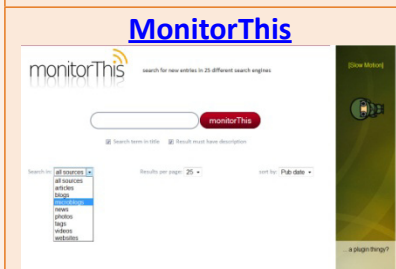 MonitorThis
monitorThis search for new entries in 25 different search engines
[Slow Motion]
monitorThis
Search term in title Result must have description
Search in: all sources Results per page: 25 sort by: Pub date
all sources
articles
blogs
microblogs
news
photos
tags
videos
websites
...a plugin thingy?